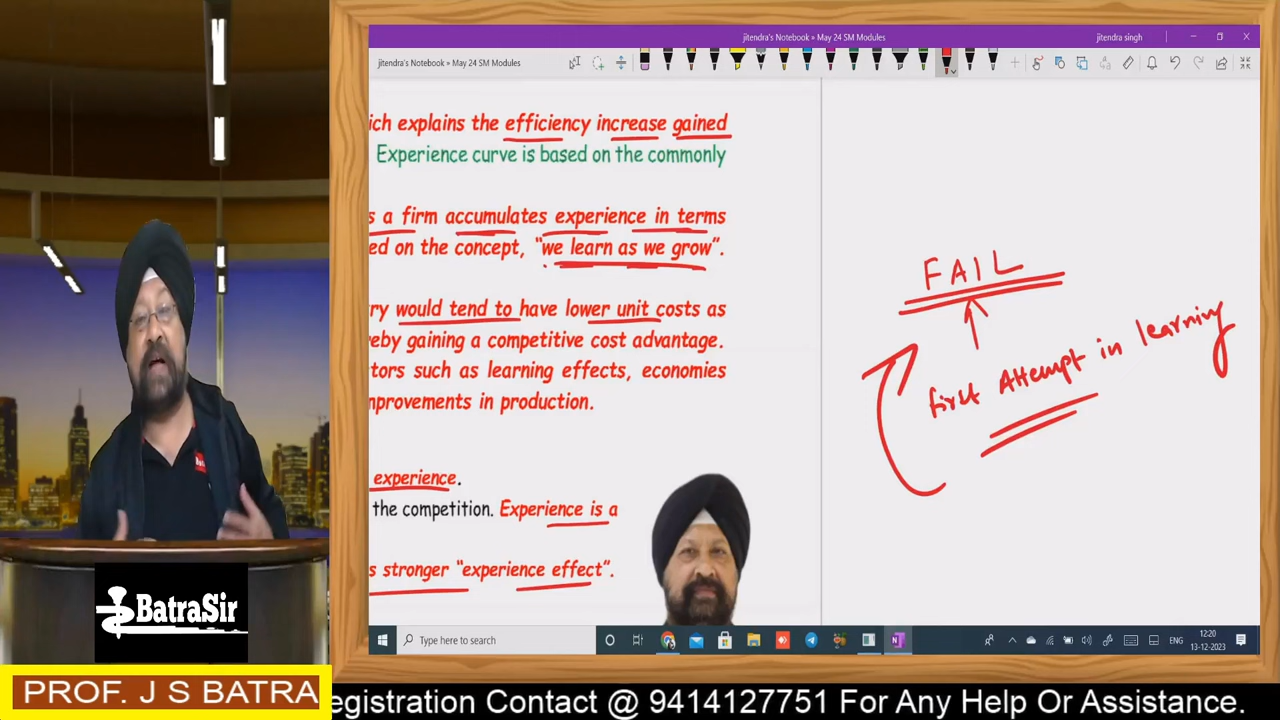 jitendra's Notebook » May 24 SM Modules
jitendra singh
jitendra's Notebook » May 24 SM Modules
ich explains the efficiency increase gained
Experience curve is based on the commonly
s a firm accumulates experience in terms
ed on the concept, “we learn as we grow”.
ry would tend to have lower unit costs as
reby gaining a competitive cost advantage.
tors such as learning effects, economies
mprovements in production.
experience.
the competition. Experience is a
s stronger “experience effect”.
FAIL
first Attempt in learning
BatraSir
Type here to search
ENG
12:20
13-12-2023
PROF. J S BATRA
egistration Contact @ 9414127751 For Any Help Or Assistance.